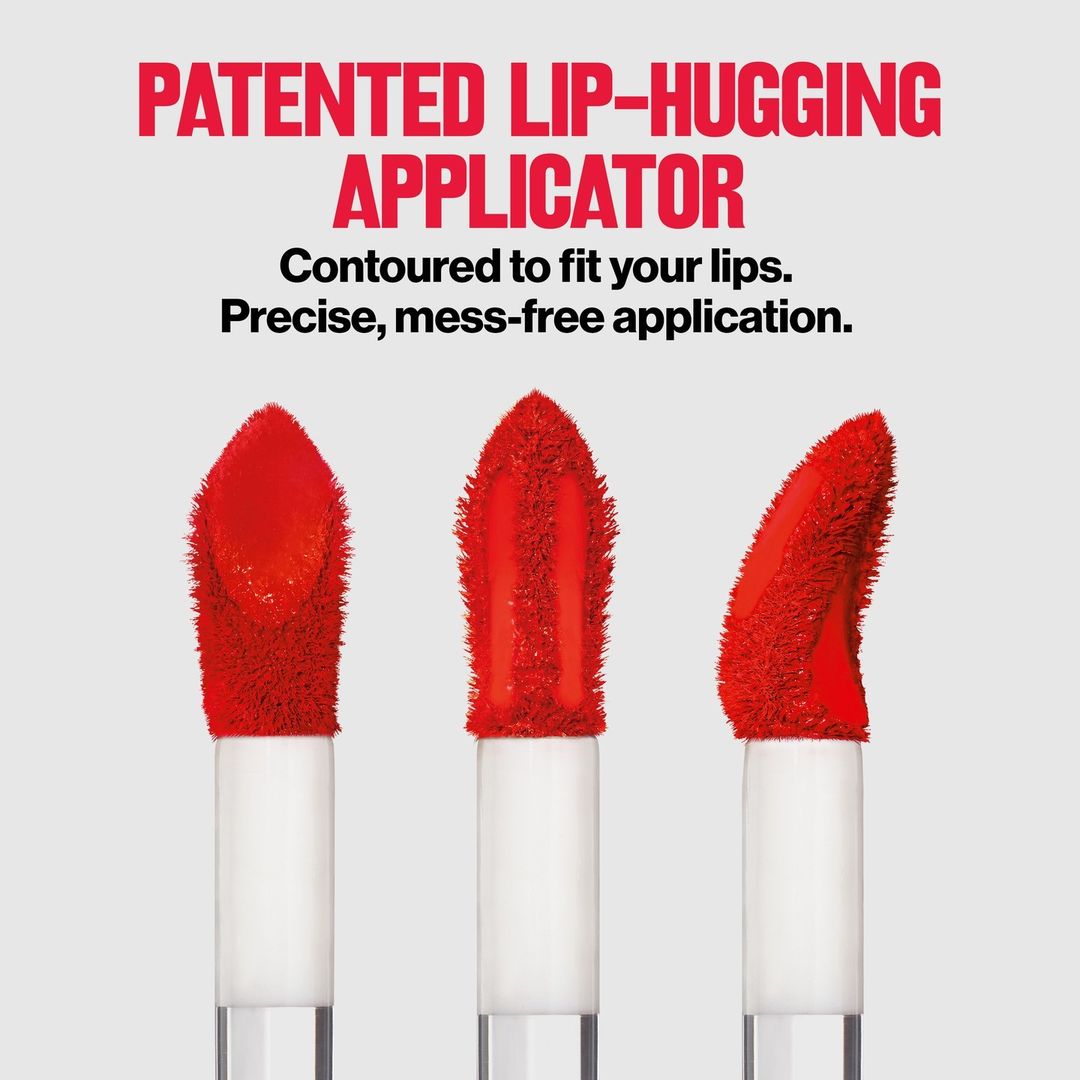 PATENTED LIP-HUGGING
APPLICATOR
Contoured to fit your lips.
Precise, mess-free application.